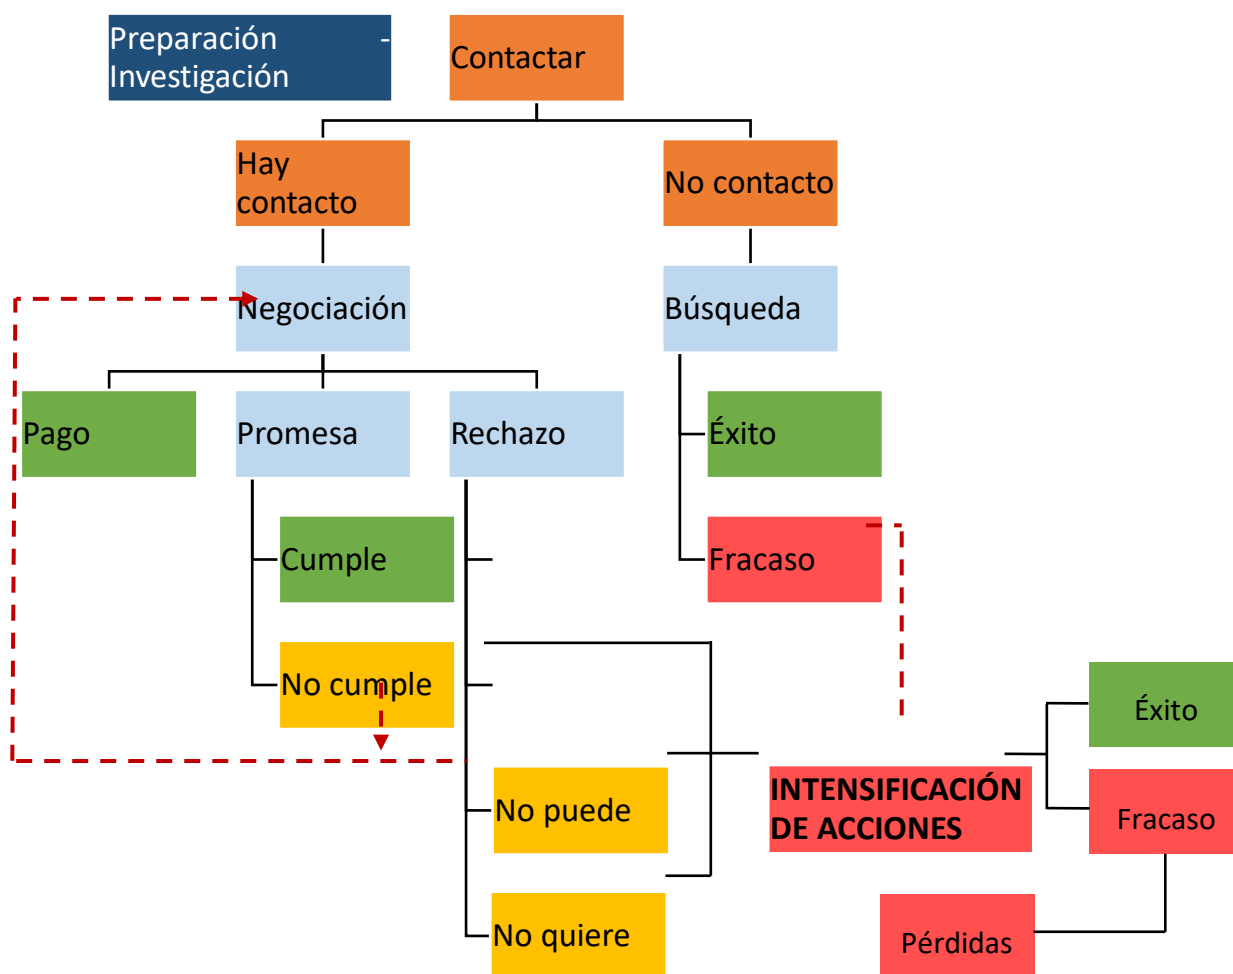 Preparación -
Investigación
Contactar
Hay
contacto
No contacto
Negociación
Búsqueda
Pago
Promesa
Rechazo
Éxito
Cumple
Fracaso
No cumple
Éxito
No puede
INTENSIFICACIÓN
DE ACCIONES
Fracaso
No quiere
Pérdidas